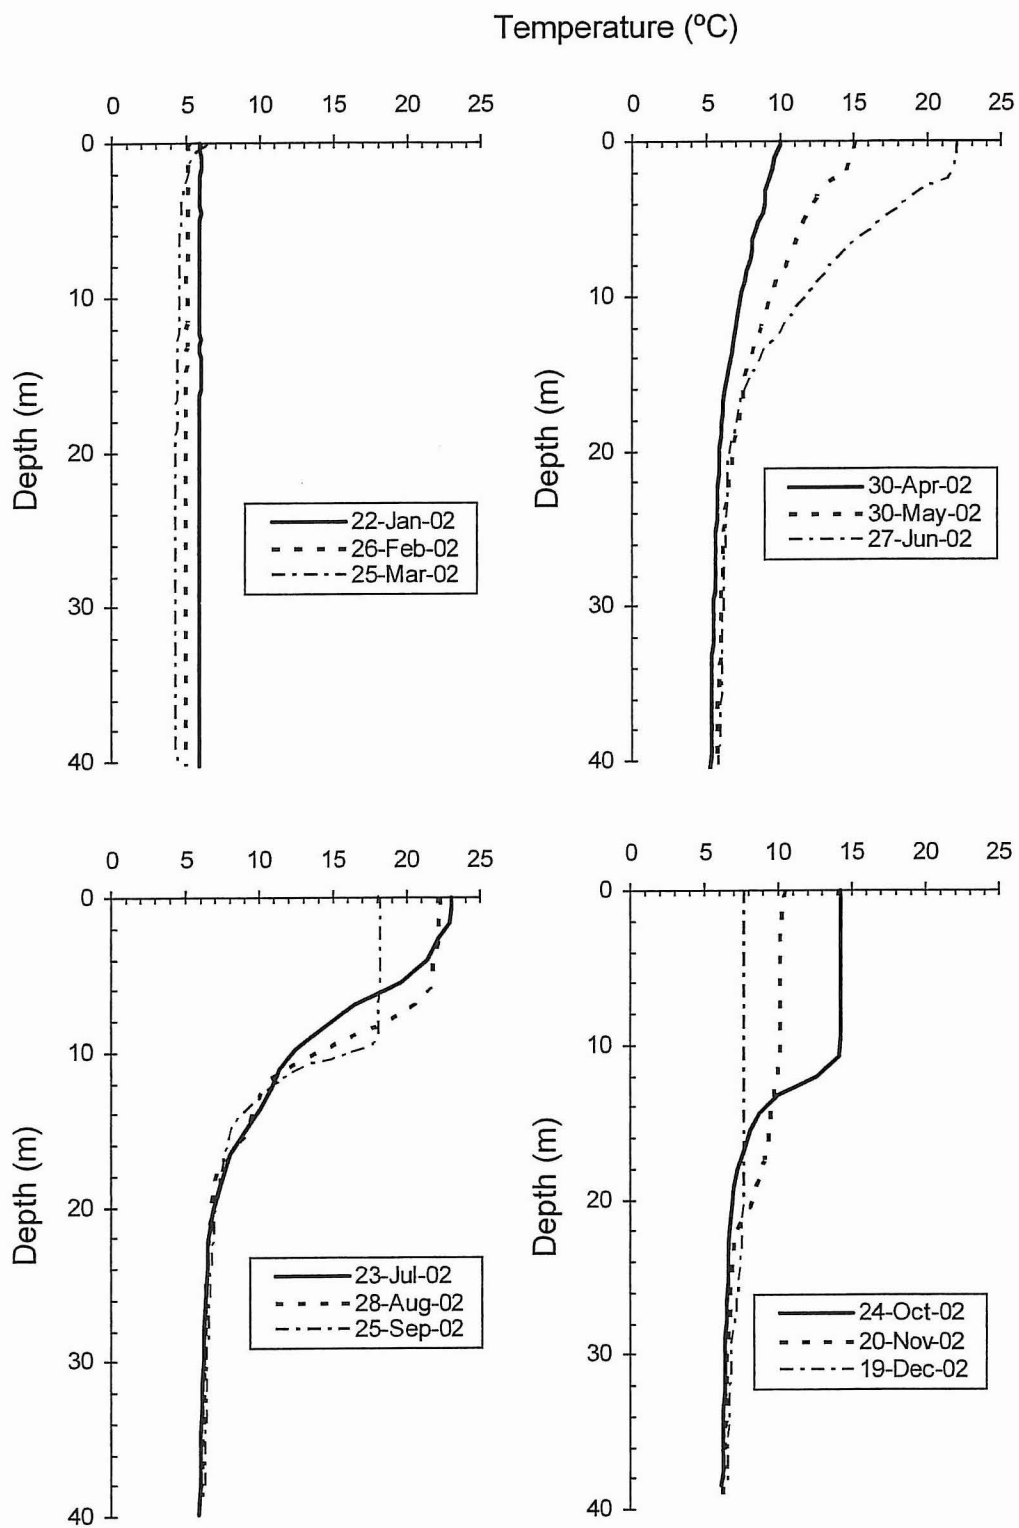 Temperature (ºC)
0 5 10 15 20 25
0
10
20
30
40
Depth (m)
22-Jan-02
26-Feb-02
25-Mar-02
0 5 10 15 20 25
0
10
20
30
40
Depth (m)
30-Apr-02
30-May-02
27-Jun-02
0 5 10 15 20 25
0
10
20
30
40
Depth (m)
23-Jul-02
28-Aug-02
25-Sep-02
0 5 10 15 20 25
0
10
20
30
40
Depth (m)
24-Oct-02
20-Nov-02
19-Dec-02